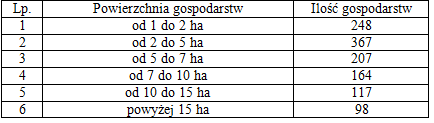 Lp. Powierzchnia gospodarstw Ilość gospodarstw
1 od 1 do 2 ha 248
2 od 2 do 5 ha 367
3 od 5 do 7 ha 207
4 od 7 do 10 ha 164
5 od 10 do 15 ha 117
6 powyżej 15 ha 98